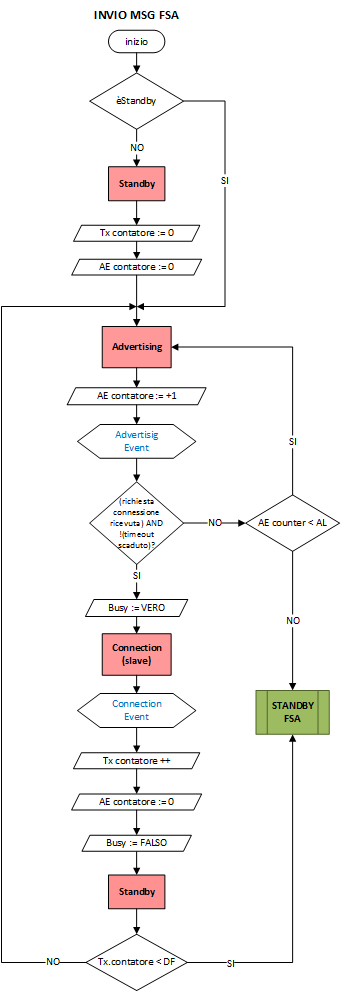 INVIO MSG FSA
inizio
èStandby
NO
SI
Standby
Tx contatore := 0
AE contatore := 0
Advertising
AE contatore := +1
SI
Advertisig
Event
(richiesta
connessione
ricevuta) AND
!(timeout
scaduto)?
NO
AE counter < AL
SI
Busy := VERO
NO
Connection
(slave)
Connection
Event
STANDBY
FSA
Tx contatore ++
AE contatore := 0
Busy := FALSO
Standby
NO
Tx.contatore < DF
SI